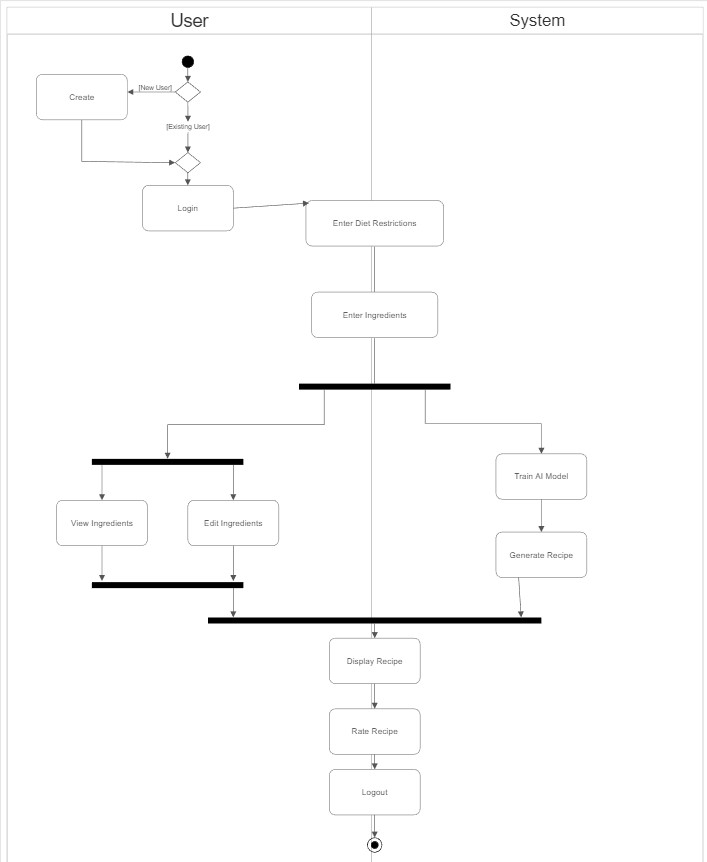 User
System
[New User]
Create
[Existing User]
Login
Enter Diet Restrictions
Enter Ingredients
Train AI Model
View Ingredients
Edit Ingredients
Generate Recipe
Display Recipe
Rate Recipe
Logout